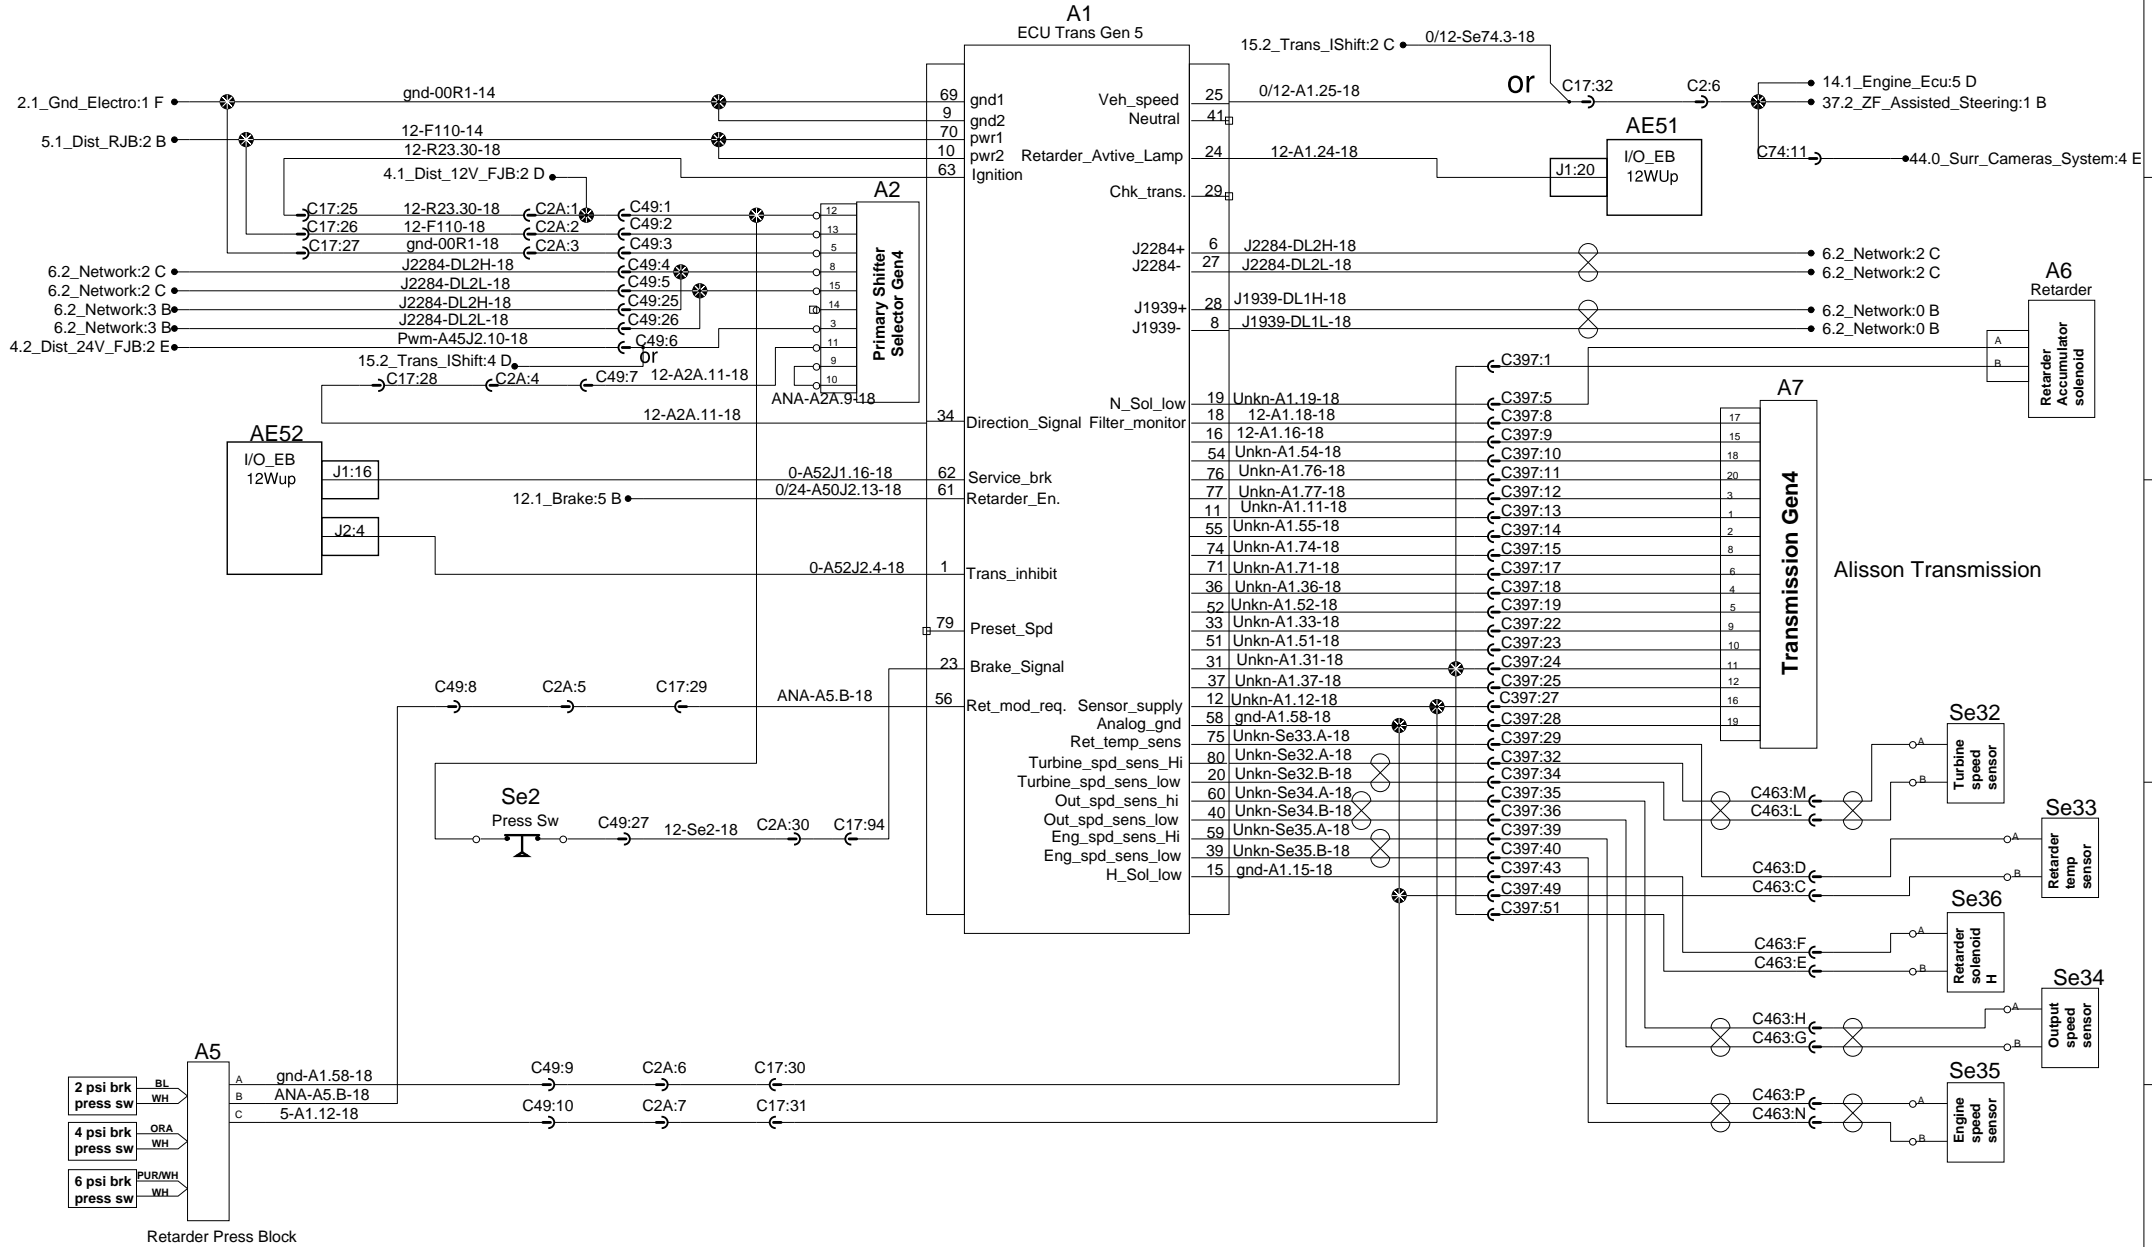 A1
ECU Trans Gen 5
15.2_Trans_IShift:2 C
0/12-Se74.3-18
2.1_Gnd_Electro:1 F
gnd-00R1-14
69
gnd1
Veh_speed
25
0/12-A1.25-18
or
C17:32
C2:6
14.1_Engine_Ecu:5 D
37.2_ZF_Assisted_Steering:1 B
9
gnd2
Neutral
41
5.1_Dist_RJB:2 B
12-F110-14
70
pwr1
AE51
I/O_EB
12WUp
J1:20
C74:11
44.0_Surr_Cameras_System:4 E
12-R23.30-18
10
pwr2
Retarder_Avtive_Lamp
24
12-A1.24-18
4.1_Dist_12V_FJB:2 D
63
Ignition
Chk_trans.
29
A2
Primary Shifter
Selector Gen4
C17:25
12-R23.30-18
C2A:1
C49:1
12
C17:26
12-F110-18
C2A:2
C49:2
13
C17:27
gnd-00R1-18
C2A:3
C49:3
5
6.2_Network:2 C
J2284-DL2H-18
C49:4
8
6.2_Network:2 C
J2284-DL2L-18
C49:5
15
6.2_Network:3 B
J2284-DL2H-18
C49:25
14
6.2_Network:3 B
J2284-DL2L-18
C49:26
3
4.2_Dist_24V_FJB:2 E
Pwm-A45J2.10-18
C49:6
11
or
15.2_Trans_IShift:4 D
9
C17:28
C2A:4
C49:7
12-A2A.11-18
10
ANA-A2A.9-18
J2284+
6
J2284-DL2H-18
6.2_Network:2 C
J2284-
27
J2284-DL2L-18
6.2_Network:2 C
J1939+
28
J1939-DL1H-18
6.2_Network:0 B
J1939-
8
J1939-DL1L-18
6.2_Network:0 B
A6
Retarder
A
B
Retarder
Accumulator
solenoid
C397:1
A7
Transmission Gen4
Alisson Transmission
N_Sol_low
19
Unkn-A1.19-18
C397:5
12-A2A.11-18
34
Direction_Signal
Filter_monitor
18
12-A1.18-18
C397:8
17
16
12-A1.16-18
C397:9
15
54
Unkn-A1.54-18
C397:10
18
76
Unkn-A1.76-18
C397:11
20
77
Unkn-A1.77-18
C397:12
3
11
Unkn-A1.11-18
C397:13
1
55
Unkn-A1.55-18
C397:14
2
74
Unkn-A1.74-18
C397:15
8
71
Unkn-A1.71-18
C397:17
6
36
Unkn-A1.36-18
C397:18
4
52
Unkn-A1.52-18
C397:19
5
33
Unkn-A1.33-18
C397:22
9
51
Unkn-A1.51-18
C397:23
10
31
Unkn-A1.31-18
C397:24
11
37
Unkn-A1.37-18
C397:25
12
Sensor_supply
12
Unkn-A1.12-18
C397:27
16
Analog_gnd
58
gnd-A1.58-18
C397:28
19
Ret_temp_sens
75
Unkn-Se33.A-18
C397:29
Turbine_spd_sens_Hi
80
Unkn-Se32.A-18
C397:32
Turbine_spd_sens_low
20
Unkn-Se32.B-18
C397:34
Out_spd_sens_hi
60
Unkn-Se34.A-18
C397:35
Out_spd_sens_low
40
Unkn-Se34.B-18
C397:36
Eng_spd_sens_Hi
59
Unkn-Se35.A-18
C397:39
Eng_spd_sens_low
39
Unkn-Se35.B-18
C397:40
H_Sol_low
15
gnd-A1.15-18
C397:43
C397:49
C397:51
AE52
I/O_EB
12Wup
J1:16
J2:4
0-A52J1.16-18
62
Service_brk
12.1_Brake:5 B
0/24-A50J2.13-18
61
Retarder_En.
0-A52J2.4-18
1
Trans_inhibit
79
Preset_Spd
23
Brake_Signal
C49:8
C2A:5
C17:29
ANA-A5.B-18
56
Ret_mod_req.
Se2
Press Sw
C49:27
12-Se2-18
C2A:30
C17:94
Se32
A
B
Turbine
speed
sensor
C463:M
C463:L
Se33
A
B
Retarder
temp
sensor
C463:D
C463:C
Se36
A
B
Retarder
solenoid
H
C463:F
C463:E
Se34
A
B
Output
speed
sensor
C463:H
C463:G
Se35
A
B
Engine
speed
sensor
C463:P
C463:N
A5
A
gnd-A1.58-18
C49:9
C2A:6
C17:30
B
ANA-A5.B-18
C
5-A1.12-18
C49:10
C2A:7
C17:31
2 psi brk
press sw
BL
WH
4 psi brk
press sw
ORA
WH
6 psi brk
press sw
PUR/WH
WH
Retarder Press Block